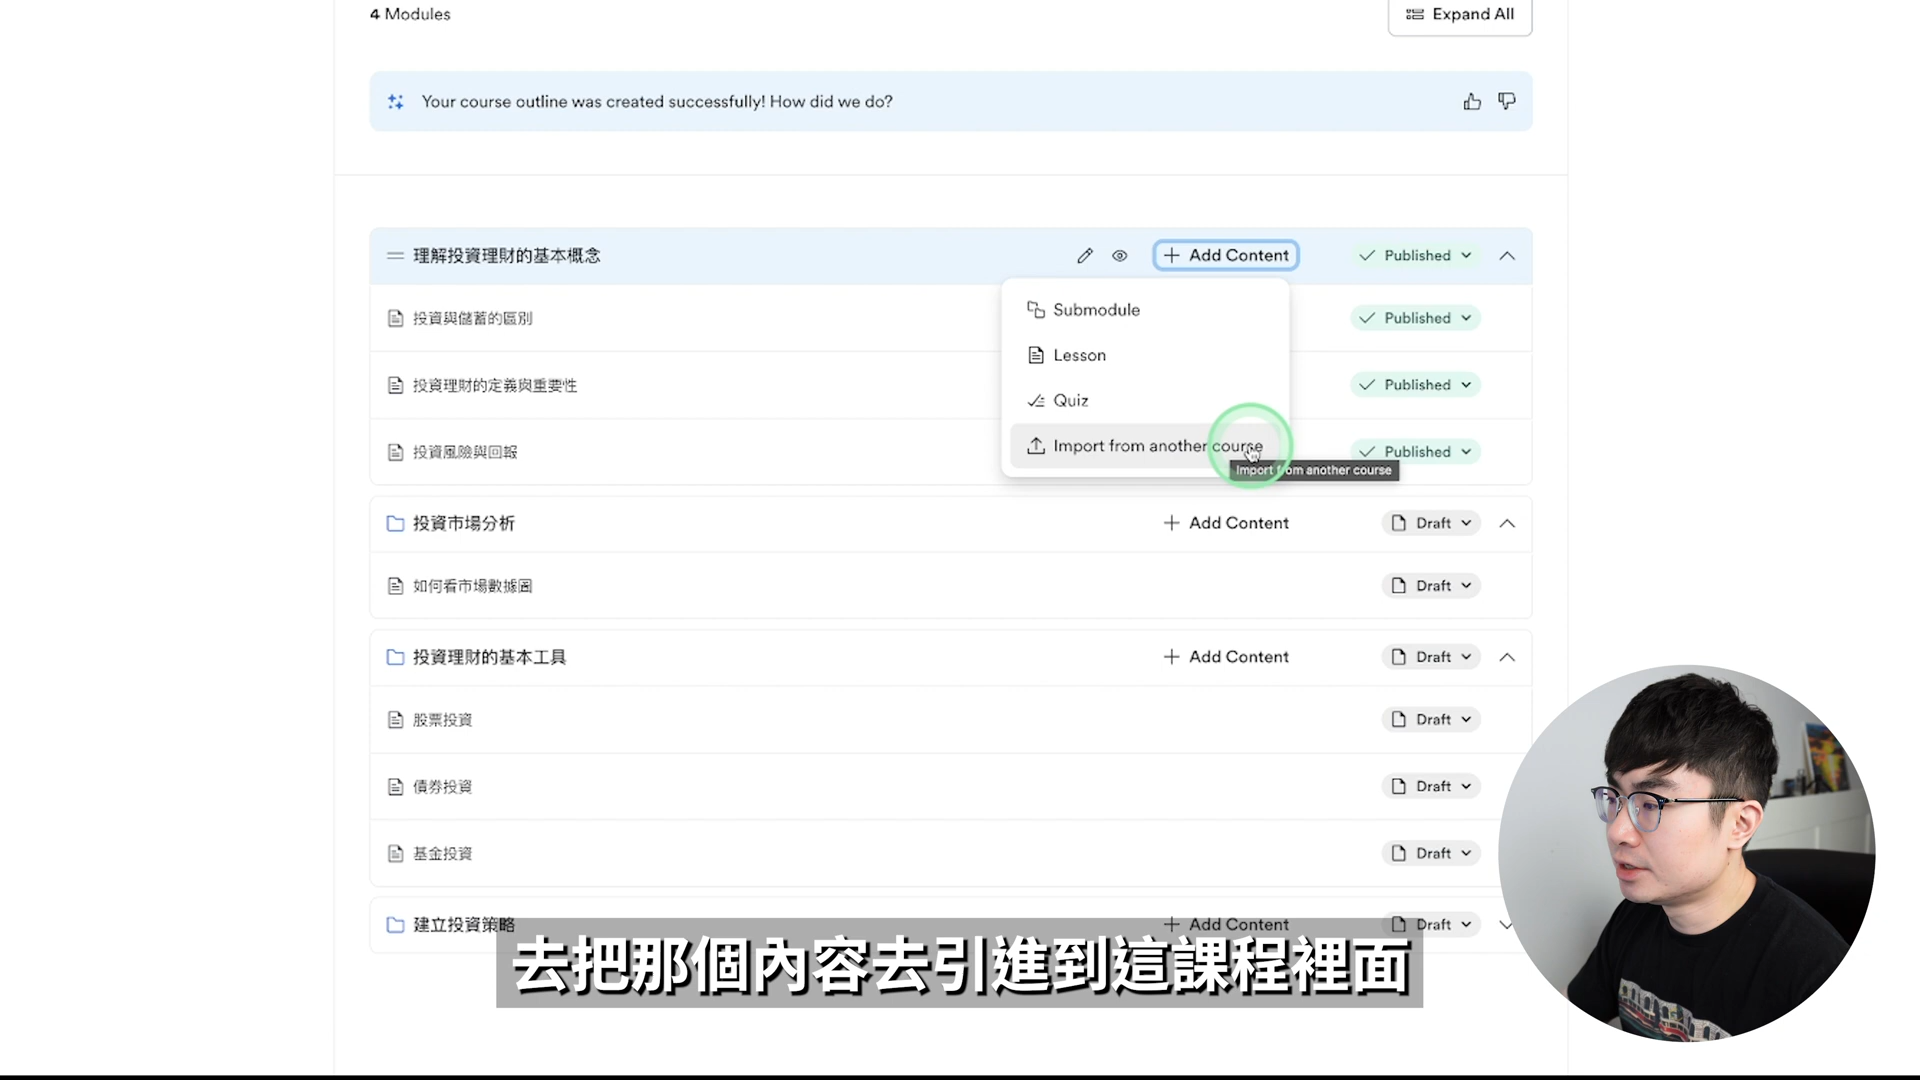 4 Modules
Expand All
Your course outline was created successfully! How did we do?
理解投資理財的基本概念
Add Content
Published
Submodule
投資與儲蓄的區別
Published
Lesson
投資理財的定義與重要性
Published
Quiz
Import from another course
投資風險與回報
Published
Import from another course
投資市場分析
Add Content
Draft
如何看市場數據圖
Draft
投資理財的基本工具
Add Content
Draft
股票投資
Draft
債券投資
Draft
基金投資
Draft
建立投資策略
Add Content
Draft
去把那個內容去引進到這課程裡面